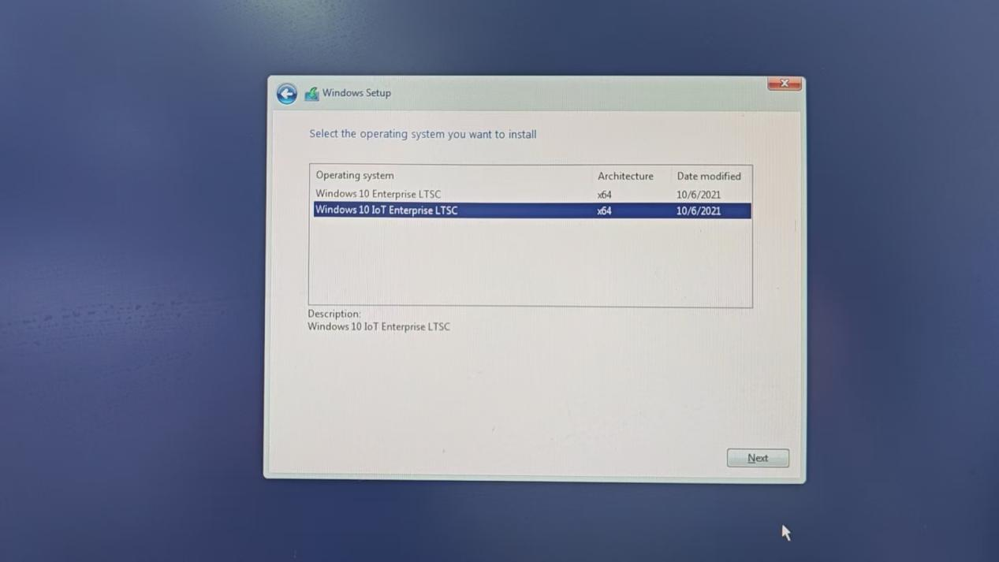 Windows Setup
Select the operating system you want to install
Operating system Architecture Date modified
Windows 10 Enterprise LTSC x64 10/6/2021
Windows 10 IoT Enterprise LTSC x64 10/6/2021
Description:
Windows 10 IoT Enterprise LTSC
Next